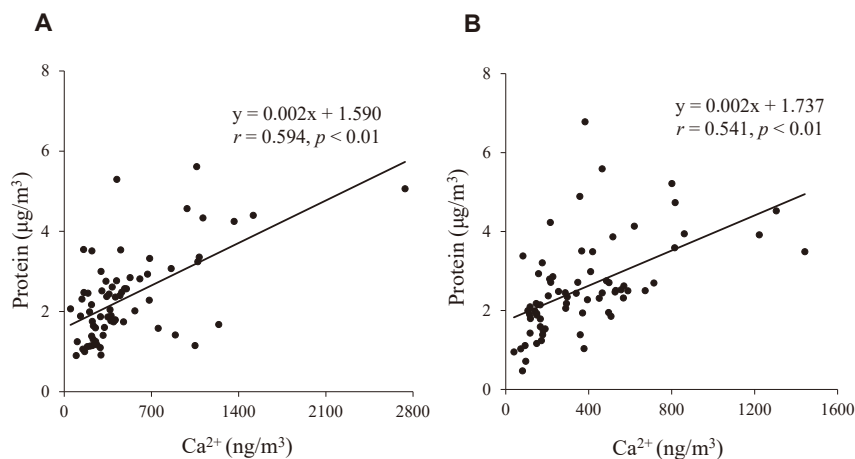 A
B
y = 0.002x + 1.590
r = 0.594, p < 0.01
y = 0.002x + 1.737
r = 0.541, p < 0.01
Protein (μg/m³)
8
6
4
2
0
0 700 1400 2100 2800
Ca²⁺ (ng/m³)
Protein (μg/m³)
8
6
4
2
0
0 400 800 1200 1600
Ca²⁺ (ng/m³)